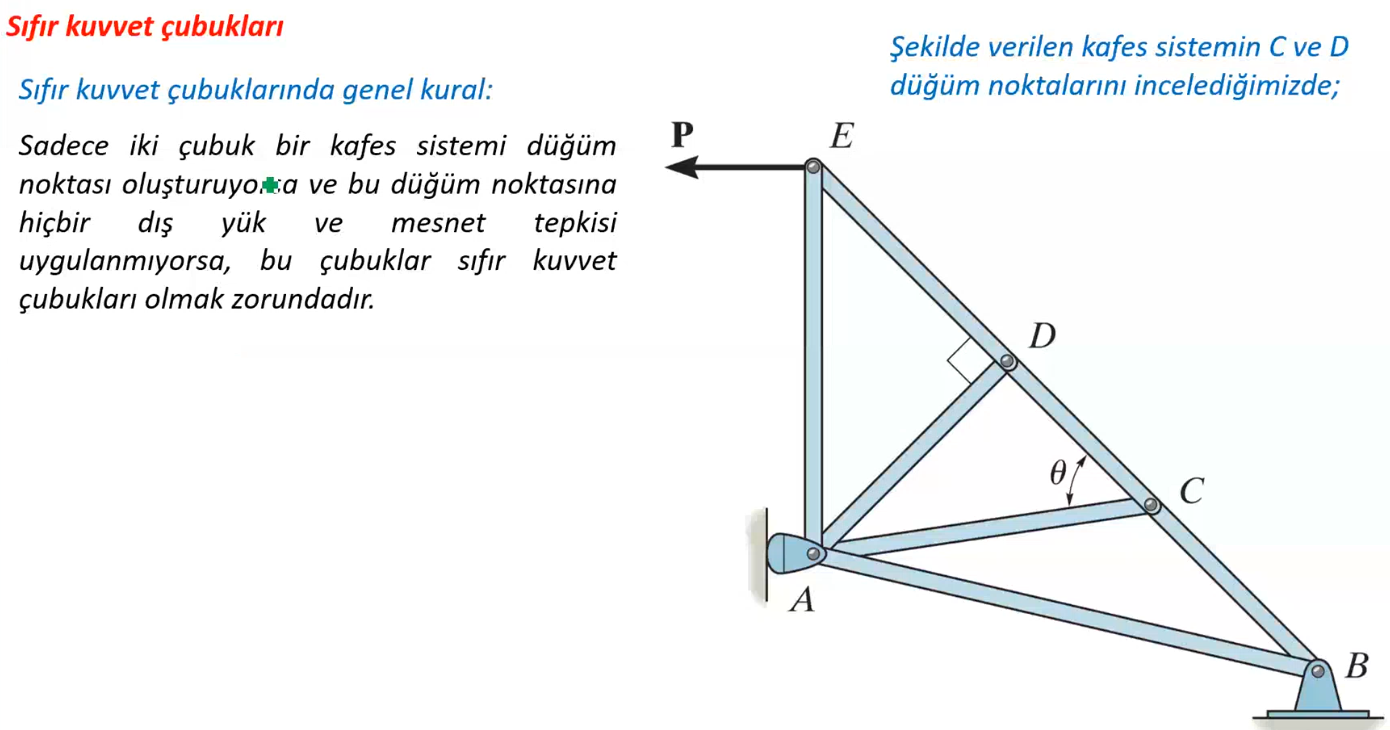 Sıfır kuvvet çubukları
Şekilde verilen kafes sistemin C ve D
düğüm noktalarını incelediğimizde;
Sıfır kuvvet çubuklarında genel kural:
Sadece iki çubuk bir kafes sistemi düğüm
noktası oluşturuyorsa ve bu düğüm noktasına
hiçbir dış yük ve mesnet tepkisi
uygulanmıyorsa, bu çubuklar sıfır kuvvet
çubukları olmak zorundadır.
P
E
D
θ
C
A
B